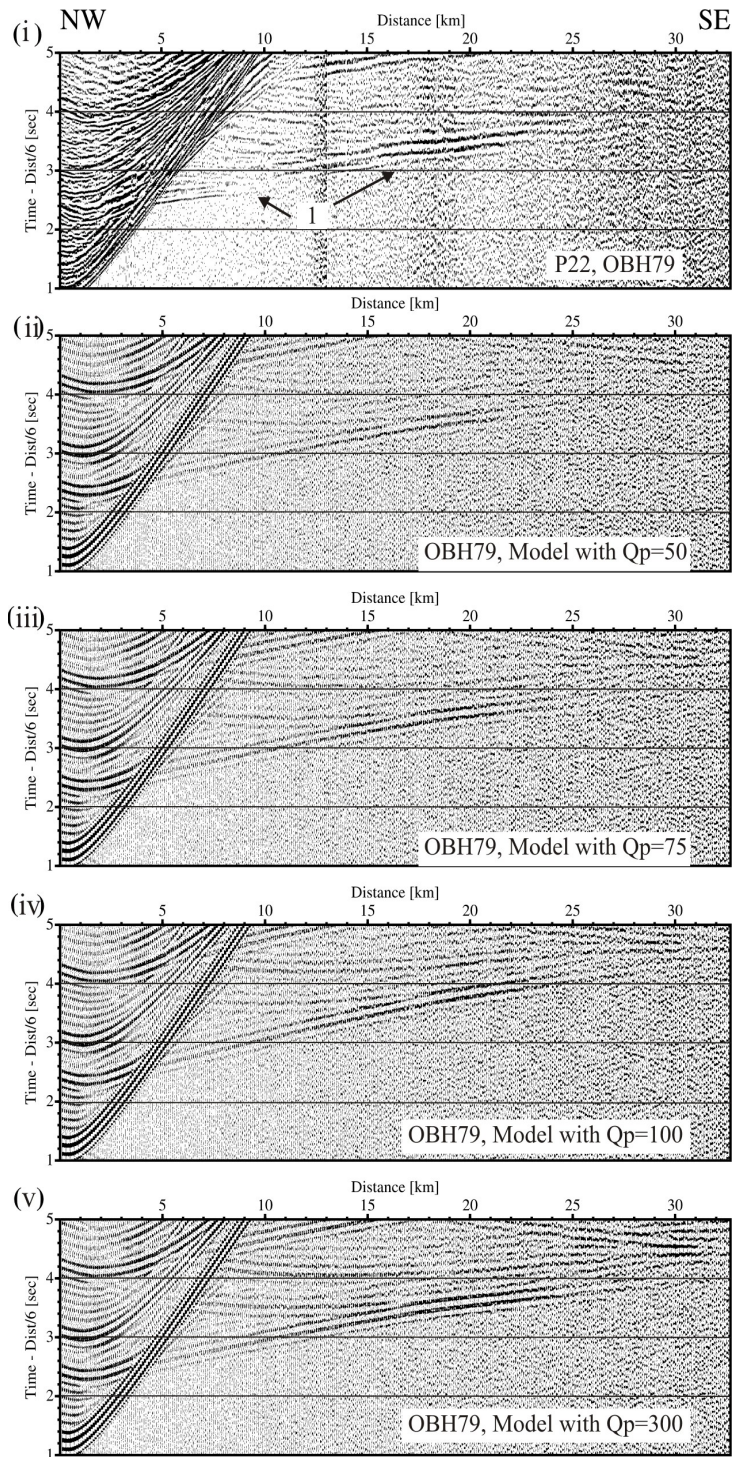 NW Distance [km] SE
(i)
5 10 15 20 25 30
5
4
3
2
1
Time - Dist/6 [sec]
1
P22, OBH79
Distance [km]
(ii)
5 10 15 20 25 30
5
4
3
2
1
Time - Dist/6 [sec]
OBH79, Model with Qp=50
Distance [km]
(iii)
5 10 15 20 25 30
5
4
3
2
1
Time - Dist/6 [sec]
OBH79, Model with Qp=75
Distance [km]
(iv)
5 10 15 20 25 30
5
4
3
2
1
Time - Dist/6 [sec]
OBH79, Model with Qp=100
Distance [km]
(v)
5 10 15 20 25 30
5
4
3
2
1
Time - Dist/6 [sec]
OBH79, Model with Qp=300